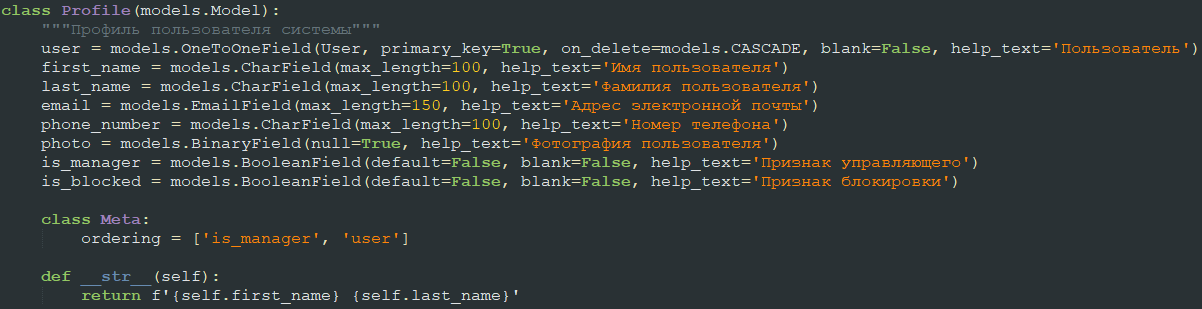 class Profile(models.Model):
    """Профиль пользователя системы"""
    user = models.OneToOneField(User, primary_key=True, on_delete=models.CASCADE, blank=False, help_text='Пользователь')
    first_name = models.CharField(max_length=100, help_text='Имя пользователя')
    last_name = models.CharField(max_length=100, help_text='Фамилия пользователя')
    email = models.EmailField(max_length=150, help_text='Адрес электронной почты')
    phone_number = models.CharField(max_length=100, help_text='Номер телефона')
    photo = models.BinaryField(null=True, help_text='Фотография пользователя')
    is_manager = models.BooleanField(default=False, blank=False, help_text='Признак управляющего')
    is_blocked = models.BooleanField(default=False, blank=False, help_text='Признак блокировки')

    class Meta:
        ordering = ['is_manager', 'user']

    def __str__(self):
        return f'{self.first_name} {self.last_name}'